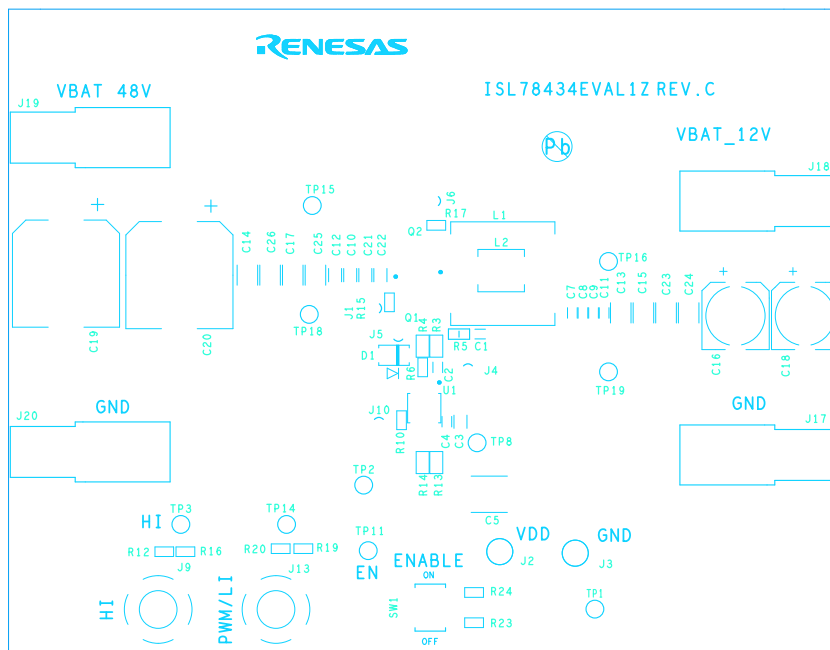 RENESAS
ISL78434EVAL1Z REV.C
VBAT 48V
J19
Pb
VBAT_12V
J18
TP15
J6
R17
Q2
L1
L2
C14
C26
C17
C25
C12
C10
C21
C22
TP16
C7
C8
C9
C11
C13
C15
C23
C24
J1
R15
TP18
Q1
R4
R3
J5
R5
C1
D1
R6
C2
J4
C19
C20
C16
C18
U1
TP19
GND
J20
J10
R10
C4
C3
TP8
GND
J17
TP2
R14
R13
C5
HI
TP3
TP14
TP11
VDD
GND
R12
R16
R20
R19
EN
ENABLE
ON
J2
J3
J9
J13
HI
PWM/LI
SW1
R24
R23
OFF
TP1